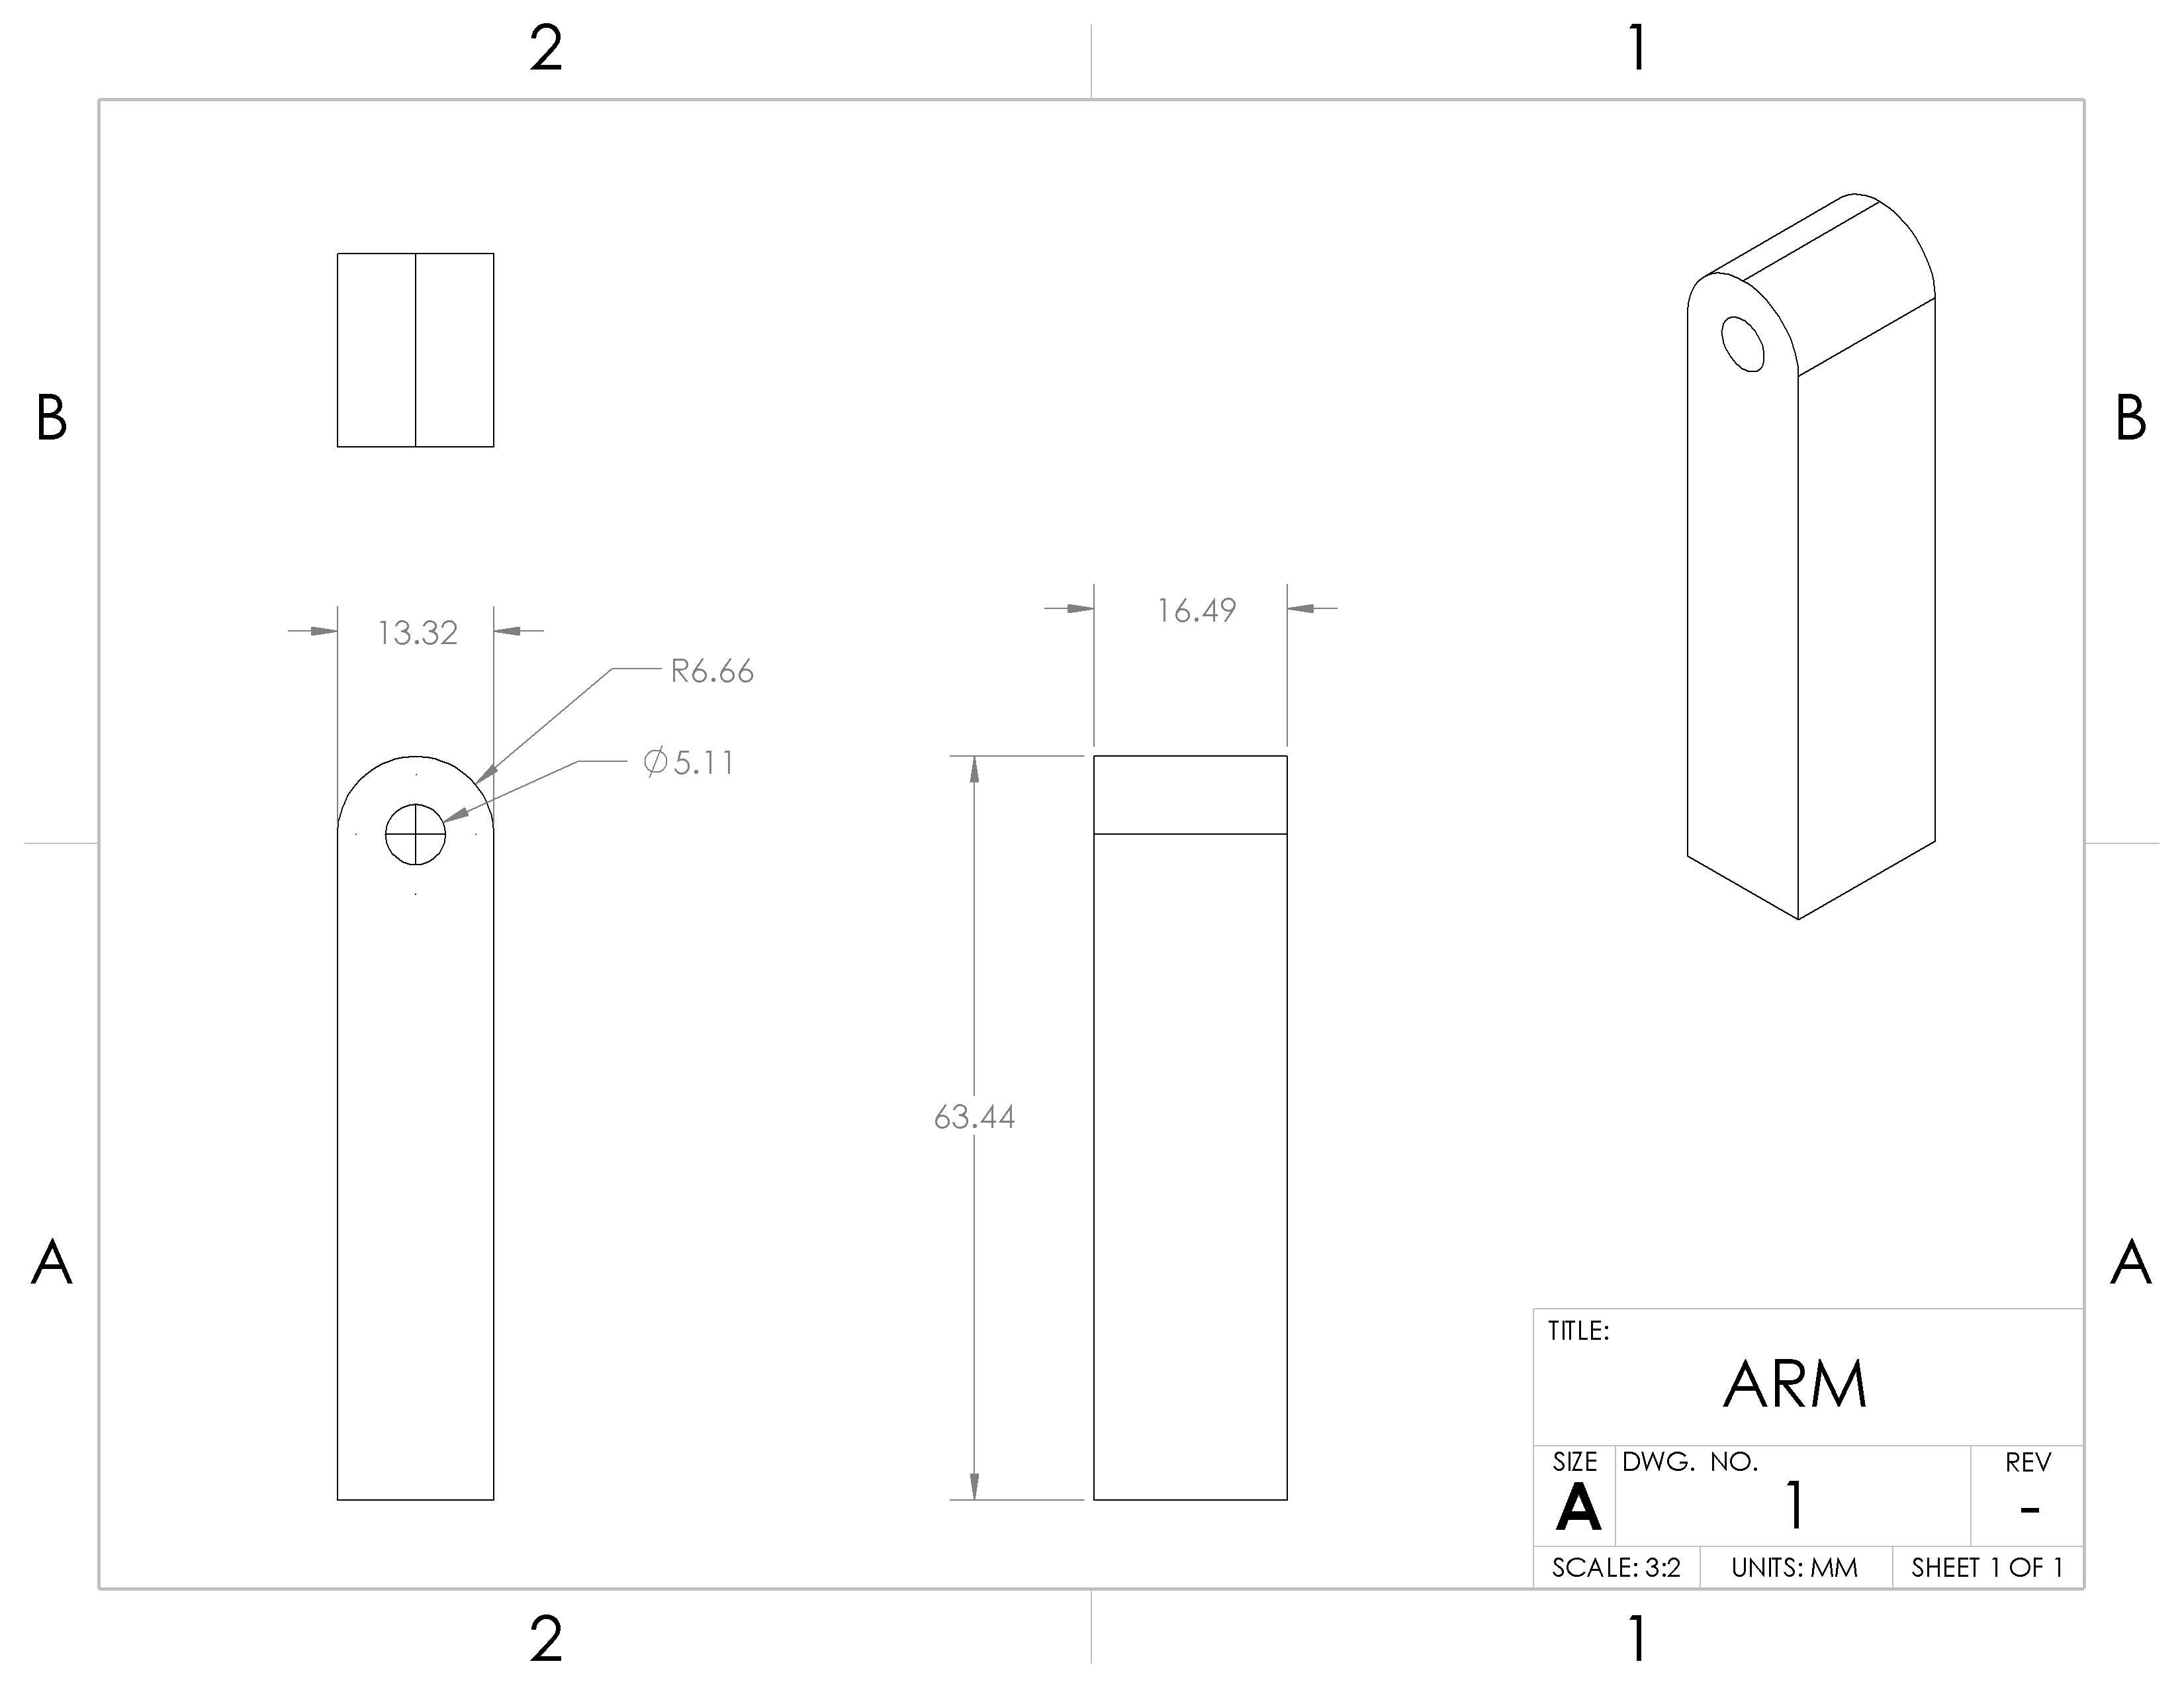 2 1
B B
13.32
16.49
R6.66
∅5.11
63.44
A A
TITLE:
ARM
SIZE DWG. NO. REV
A 1 -
SCALE: 3:2 UNITS: MM SHEET 1 OF 1
2 1